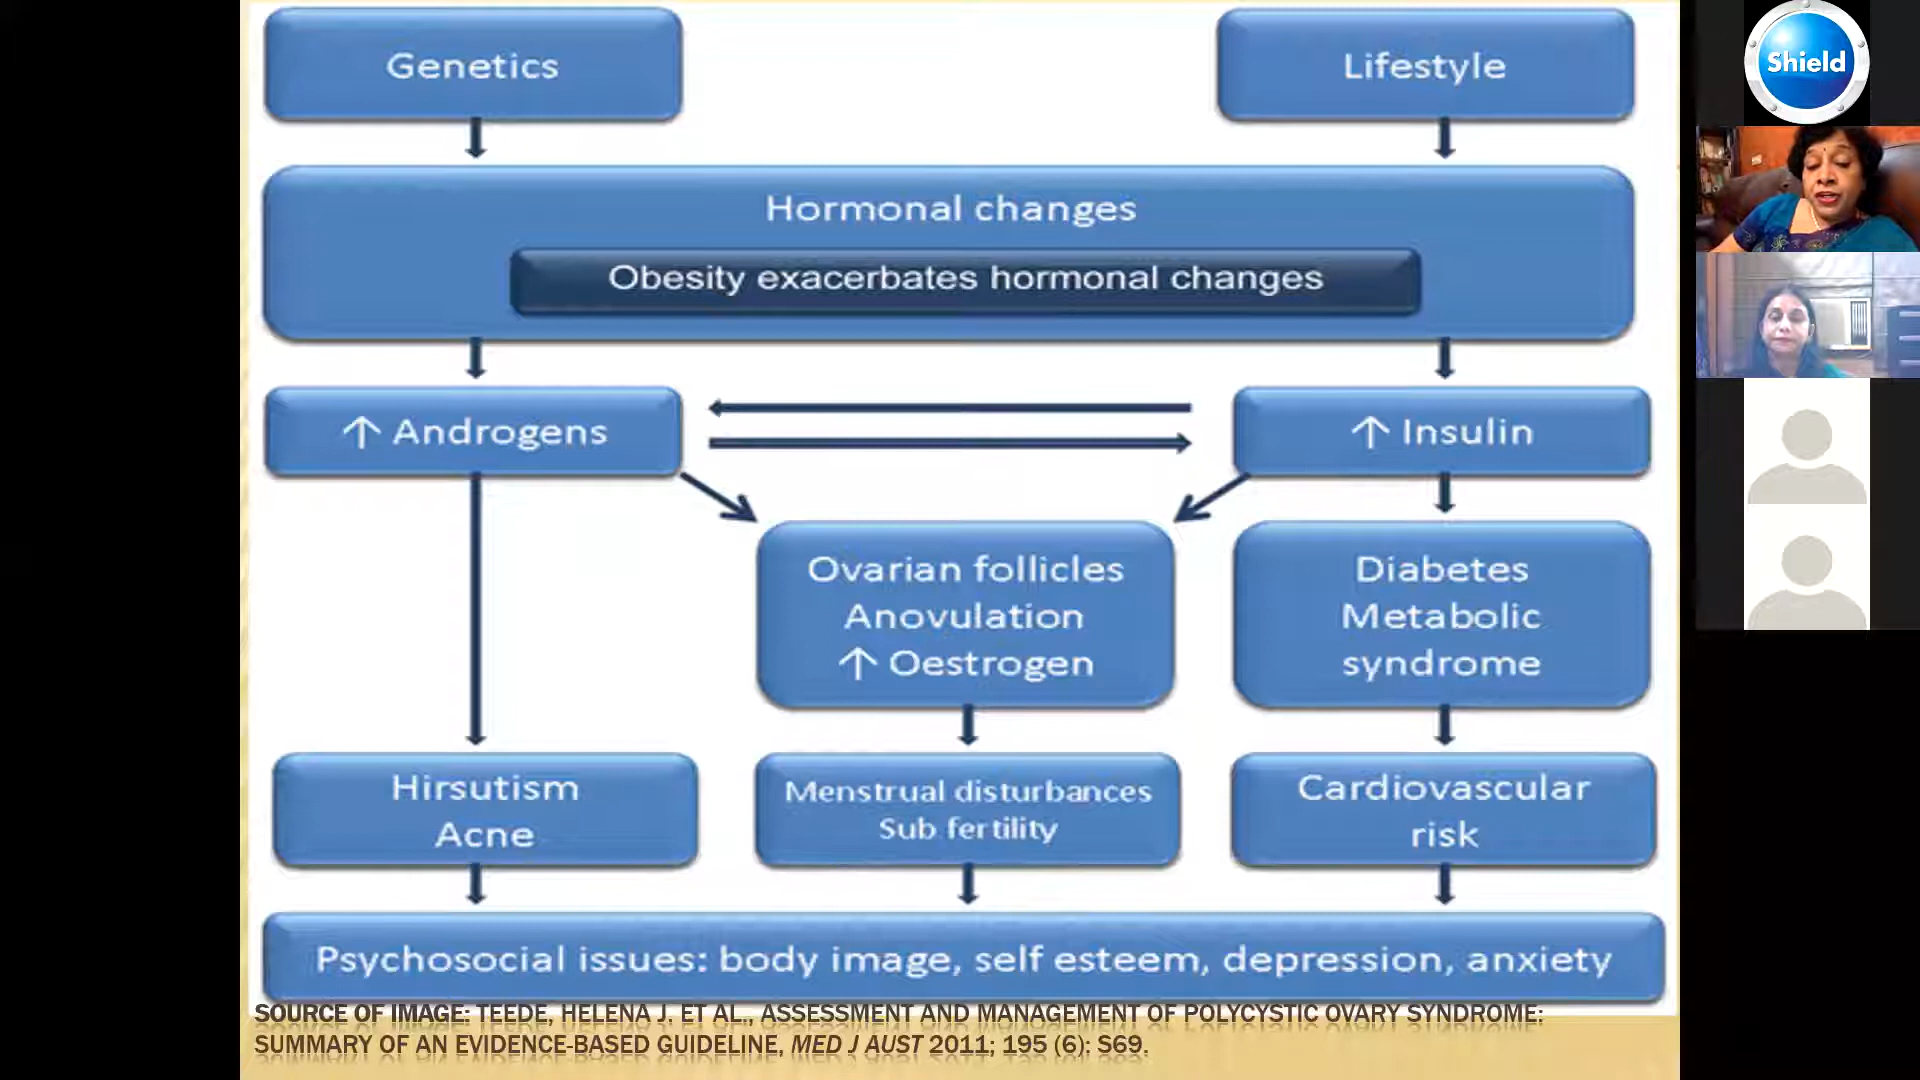 Genetics
Lifestyle
Shield
Hormonal changes
Obesity exacerbates hormonal changes
↑ Androgens
↑ Insulin
Ovarian follicles
Anovulation
↑ Oestrogen
Diabetes
Metabolic
syndrome
Hirsutism
Acne
Menstrual disturbances
Sub fertility
Cardiovascular
risk
Psychosocial issues: body image, self esteem, depression, anxiety
SOURCE OF IMAGE: TEEDE, HELENA J. ET AL., ASSESSMENT AND MANAGEMENT OF POLYCYSTIC OVARY SYNDROME:
SUMMARY OF AN EVIDENCE-BASED GUIDELINE, MED J AUST 2011; 195 (6): S69.